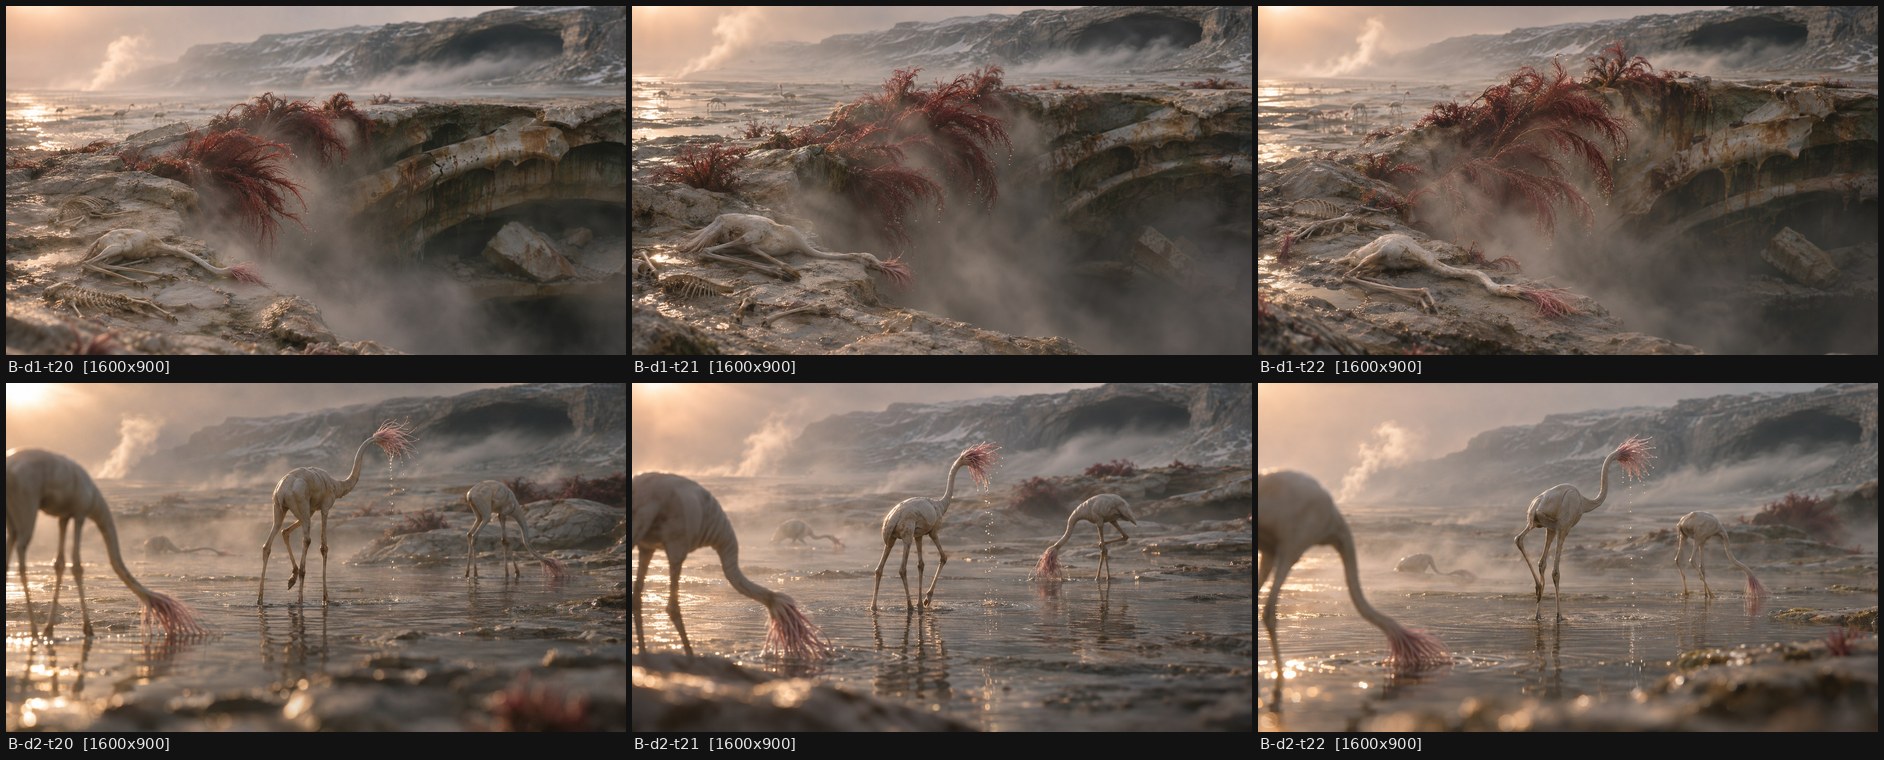 B-d1-t20 [1600x900]
B-d1-t21 [1600x900]
B-d1-t22 [1600x900]
B-d2-t20 [1600x900]
B-d2-t21 [1600x900]
B-d2-t22 [1600x900]